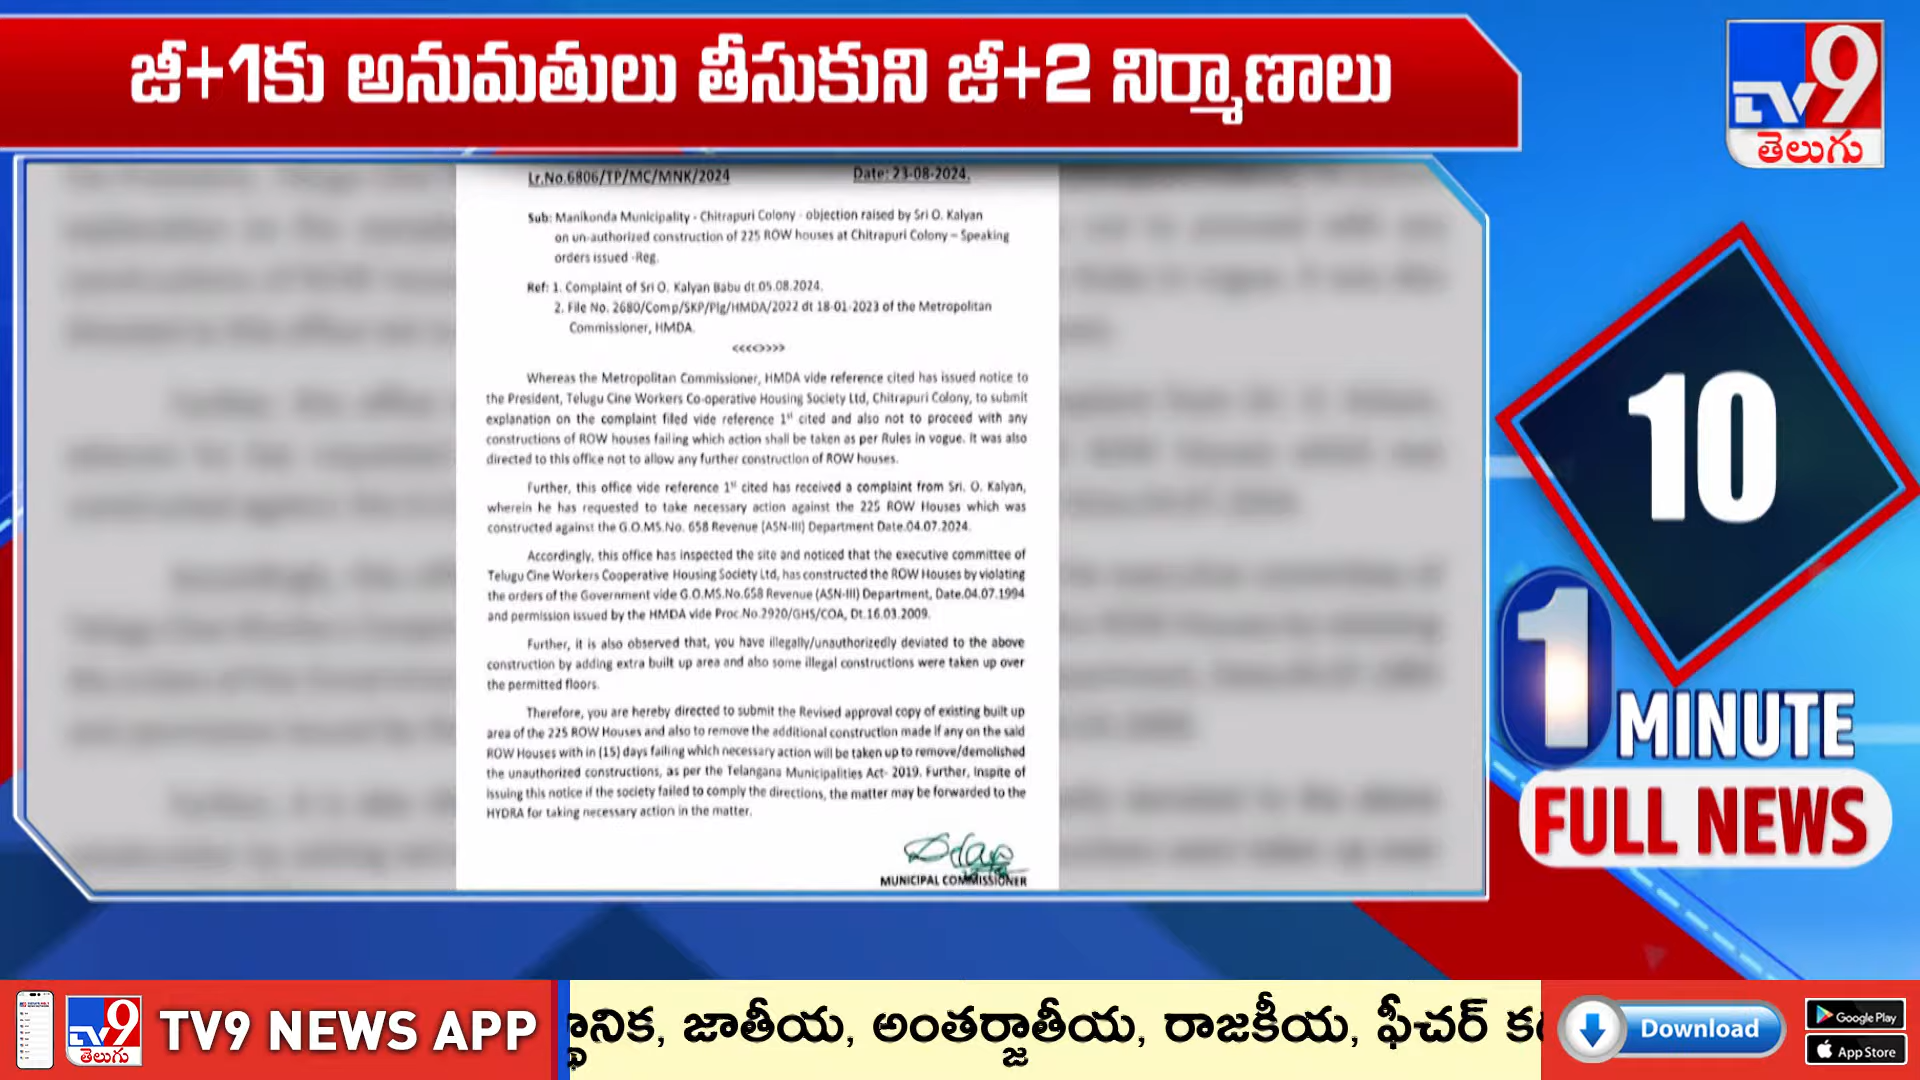 జీ+1కు అనుమతులు తీసుకుని జీ+2 నిర్మాణాలు
TV9
తెలుగు
Lr.No.6806/TP/MC/MNK/2024 Date: 23-08-2024.
Sub: Manikonda Municipality - Chitrapuri Colony - objection raised by Sri O. Kalyan
on un-authorized construction of 225 ROW houses at Chitrapuri Colony – Speaking
orders issued -Reg.
Ref: 1. Complaint of Sri O. Kalyan Babu dt.05.08.2024.
2. File No. 2680/Comp/SKP/Plg/HMDA/2022 dt 18-01-2023 of the Metropolitan
Commissioner, HMDA.
<<<<>>>>
Whereas the Metropolitan Commissioner, HMDA vide reference cited has issued notice to
the President, Telugu Cine Workers Co-operative Housing Society Ltd, Chitrapuri Colony, to submit
explanation on the complaint filed vide reference 1st cited and also not to proceed with any
constructions of ROW houses failing which action shall be taken as per Rules in vogue. It was also
directed to this office not to allow any further construction of ROW houses.
Further, this office vide reference 1st cited has received a complaint from Sri. O. Kalyan,
wherein he has requested to take necessary action against the 225 ROW Houses which was
constructed against the G.O.MS.No. 658 Revenue (ASN-III) Department Date.04.07.2024.
Accordingly, this office has inspected the site and noticed that the executive committee of
Telugu Cine Workers Cooperative Housing Society Ltd, has constructed the ROW Houses by violating
the orders of the Government vide G.O.MS.No.658 Revenue (ASN-III) Department, Date.04.07.1994
and permission issued by the HMDA vide Proc.No.2920/GHS/COA, Dt.16.03.2009.
Further, it is also observed that, you have illegally/unauthorizedly deviated to the above
construction by adding extra built up area and also some illegal constructions were taken up over
the permitted floors.
Therefore, you are hereby directed to submit the Revised approval copy of existing built up
area of the 225 ROW Houses and also to remove the additional construction made if any on the said
ROW Houses with in (15) days failing which necessary action will be taken up to remove/demolished
the unauthorized constructions, as per the Telangana Municipalities Act- 2019. Further, Inspite of
issuing this notice if the society failed to comply the directions, the matter may be forwarded to the
HYDRA for taking necessary action in the matter.
MUNICIPAL COMMISSIONER
10
1 MINUTE
FULL NEWS
TV9 తెలుగు
TV9 NEWS APP
స్థానిక, జాతీయ, అంతర్జాతీయ, రాజకీయ, ఫీచర్
Download
Google Play
App Store